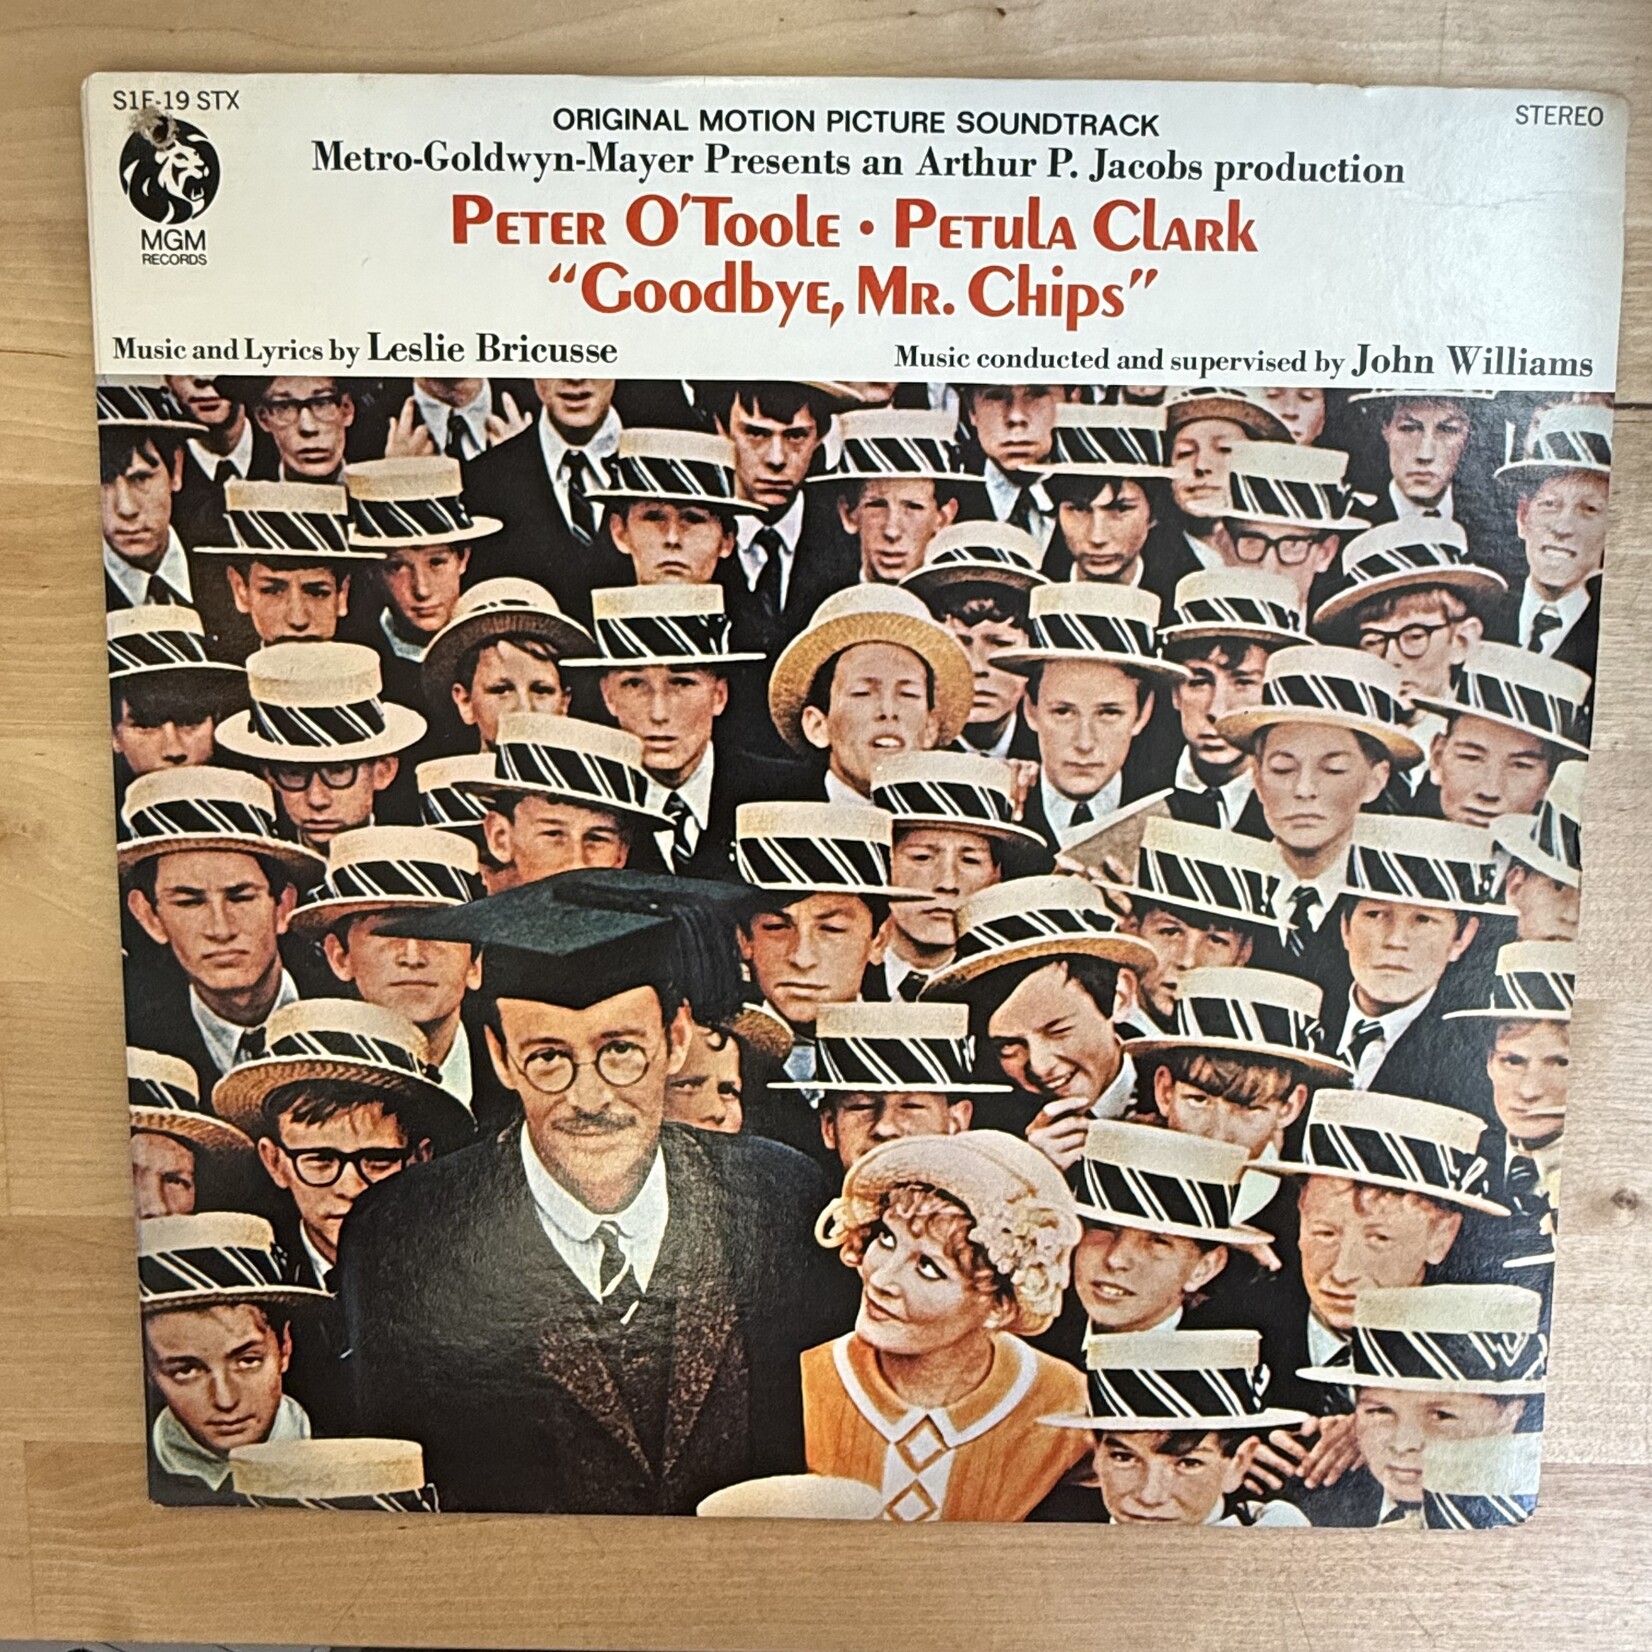 S1E-19 STX
STEREO
ORIGINAL MOTION PICTURE SOUNDTRACK
Metro-Goldwyn-Mayer Presents an Arthur P. Jacobs production
PETER O'TOOLE • PETULA CLARK
“GOODBYE, MR. CHIPS”
MGM
RECORDS
Music and Lyrics by Leslie Bricusse
Music conducted and supervised by John Williams